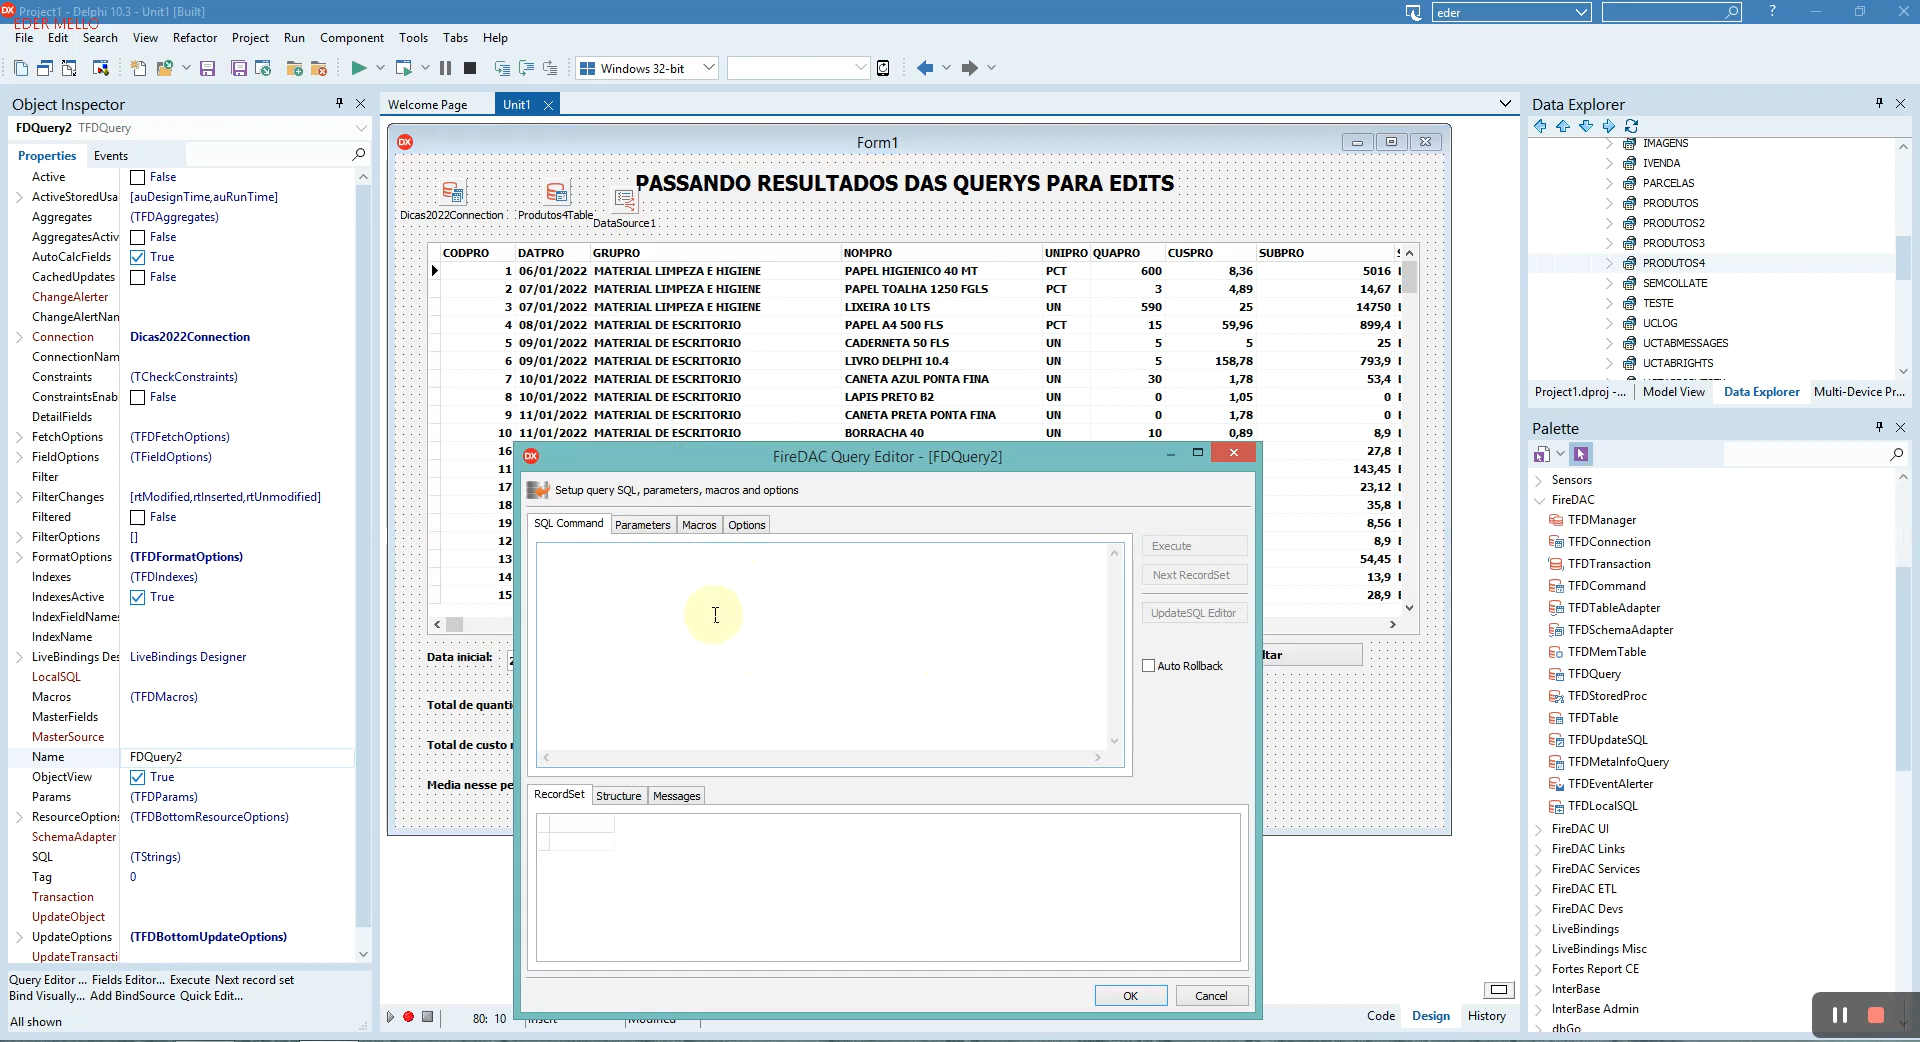 Project1 - Delphi 10.3 - Unit1 [Built]
eder
?
EDER MELLO
File Edit Search View Refactor Project Run Component Tools Tabs Help
Windows 32-bit
Object Inspector
FDQuery2 TFDQuery
Properties Events
Active False
ActiveStoredUsa [auDesignTime,auRunTime]
Aggregates (TFDAggregates)
AggregatesActiv False
AutoCalcFields True
CachedUpdates False
ChangeAlerter
ChangeAlertNan
Connection Dicas2022Connection
ConnectionNam
Constraints (TCheckConstraints)
ConstraintsEnab False
DetailFields
FetchOptions (TFDFetchOptions)
FieldOptions (TFieldOptions)
Filter
FilterChanges [rtModified,rtInserted,rtUnmodified]
Filtered False
FilterOptions []
FormatOptions (TFDFormatOptions)
Indexes (TFDIndexes)
IndexesActive True
IndexFieldNames
IndexName
LiveBindings Des LiveBindings Designer
LocalSQL
Macros (TFDMacros)
MasterFields
MasterSource
Name FDQuery2
ObjectView True
Params (TFDParams)
ResourceOptions (TFDBottomResourceOptions)
SchemaAdapter
SQL (TStrings)
Tag 0
Transaction
UpdateObject
UpdateOptions (TFDBottomUpdateOptions)
UpdateTransacti
Query Editor ... Fields Editor... Execute Next record set
Bind Visually... Add BindSource Quick Edit...
All shown
Welcome Page Unit1
Form1
PASSANDO RESULTADOS DAS QUERYS PARA EDITS
Dicas2022Connection Produtos4Table DataSource1
CODPRO DATPRO GRUPRO NOMPRO UNIPRO QUAPRO CUSPRO SUBPRO
1 06/01/2022 MATERIAL LIMPEZA E HIGIENE PAPEL HIGIENICO 40 MT PCT 600 8,36 5016
2 07/01/2022 MATERIAL LIMPEZA E HIGIENE PAPEL TOALHA 1250 FGLS PCT 3 4,89 14,67
3 07/01/2022 MATERIAL LIMPEZA E HIGIENE LIXEIRA 10 LTS UN 590 25 14750
4 08/01/2022 MATERIAL DE ESCRITORIO PAPEL A4 500 FLS PCT 15 59,96 899,4
5 09/01/2022 MATERIAL DE ESCRITORIO CADERNETA 50 FLS UN 5 5 25
6 09/01/2022 MATERIAL DE ESCRITORIO LIVRO DELPHI 10.4 UN 5 158,78 793,9
7 10/01/2022 MATERIAL DE ESCRITORIO CANETA AZUL PONTA FINA UN 30 1,78 53,4
8 10/01/2022 MATERIAL DE ESCRITORIO LAPIS PRETO B2 UN 0 1,05 0
9 11/01/2022 MATERIAL DE ESCRITORIO CANETA PRETA PONTA FINA UN 0 1,78 0
10 11/01/2022 MATERIAL DE ESCRITORIO BORRACHA 40 UN 10 0,89 8,9
16 27,8
11 143,45
17 23,12
18 35,8
19 8,56
12 8,9
13 54,45
14 13,9
15 28,9
Data inicial: ltar
Total de quanti
Total de custo
Media nesse pe
FireDAC Query Editor - [FDQuery2]
Setup query SQL, parameters, macros and options
SQL Command Parameters Macros Options
Execute
Next RecordSet
UpdateSQL Editor
Auto Rollback
RecordSet Structure Messages
OK Cancel
80: 10 Insert Modified
Code Design History
Data Explorer
IMAGENS
IVENDA
PARCELAS
PRODUTOS
PRODUTOS2
PRODUTOS3
PRODUTOS4
SEMCOLLATE
TESTE
UCLOG
UCTABMESSAGES
UCTABRIGHTS
Project1.dproj -... Model View Data Explorer Multi-Device Pr...
Palette
Sensors
FireDAC
TFDManager
TFDConnection
TFDTransaction
TFDCommand
TFDTableAdapter
TFDSchemaAdapter
TFDMemTable
TFDQuery
TFDStoredProc
TFDTable
TFDUpdateSQL
TFDMetaInfoQuery
TFDEventAlerter
TFDLocalSQL
FireDAC UI
FireDAC Links
FireDAC Services
FireDAC ETL
FireDAC Devs
LiveBindings
LiveBindings Misc
Fortes Report CE
InterBase
InterBase Admin
dbGo